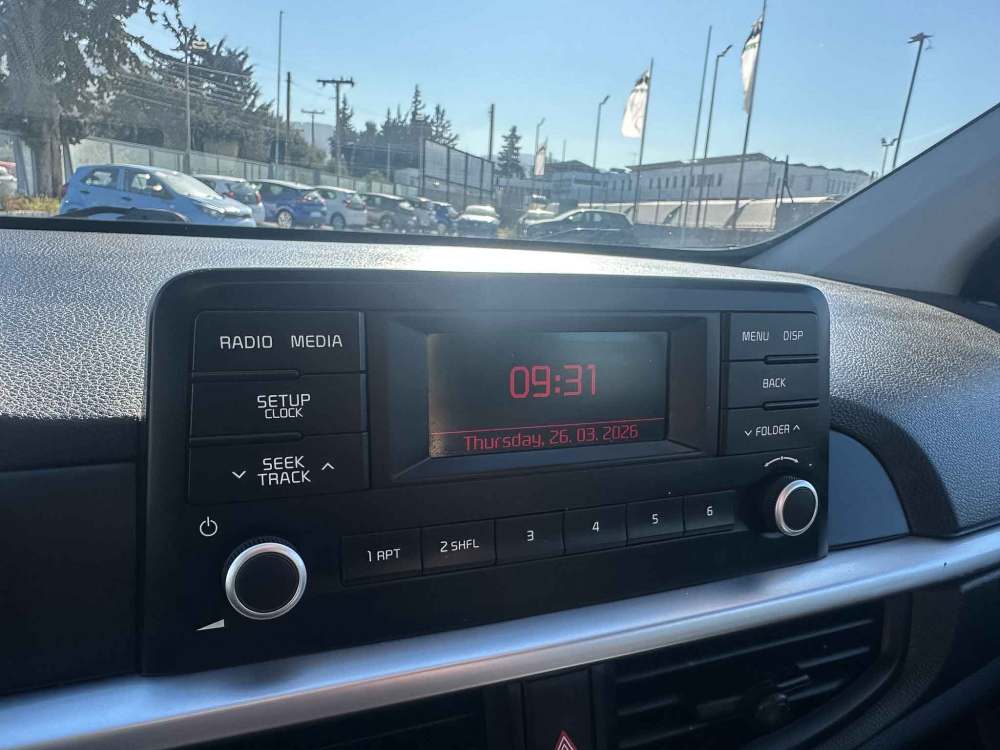 RADIO MEDIA
SETUP
CLOCK
SEEK
TRACK
09:31
Thursday, 26. 03. 2026
MENU DISP
BACK
FOLDER
1 RPT
2 SHFL
3
4
5
6